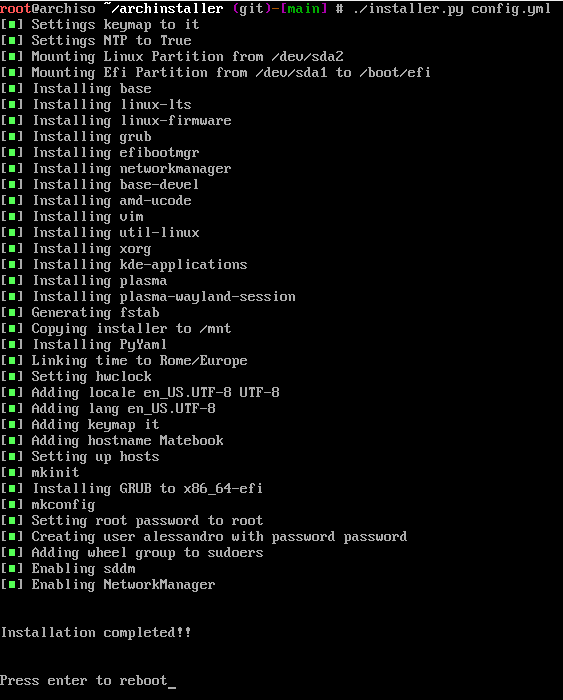 root@archiso ~/archinstaller (git)-[main] # ./installer.py config.yml
[■] Settings keymap to it
[■] Settings NTP to True
[■] Mounting Linux Partition from /dev/sda2
[■] Mounting Efi Partition from /dev/sda1 to /boot/efi
[■] Installing base
[■] Installing linux-lts
[■] Installing linux-firmware
[■] Installing grub
[■] Installing efibootmgr
[■] Installing networkmanager
[■] Installing base-devel
[■] Installing amd-ucode
[■] Installing vim
[■] Installing util-linux
[■] Installing xorg
[■] Installing kde-applications
[■] Installing plasma
[■] Installing plasma-wayland-session
[■] Generating fstab
[■] Copying installer to /mnt
[■] Installing PyYaml
[■] Linking time to Rome/Europe
[■] Setting hwclock
[■] Adding locale en_US.UTF-8 UTF-8
[■] Adding lang en_US.UTF-8
[■] Adding keymap it
[■] Adding hostname Matebook
[■] Setting up hosts
[■] mkinit
[■] Installing GRUB to x86_64-efi
[■] mkconfig
[■] Setting root password to root
[■] Creating user alessandro with password password
[■] Adding wheel group to sudoers
[■] Enabling sddm
[■] Enabling NetworkManager
Installation completed!!
Press enter to reboot_